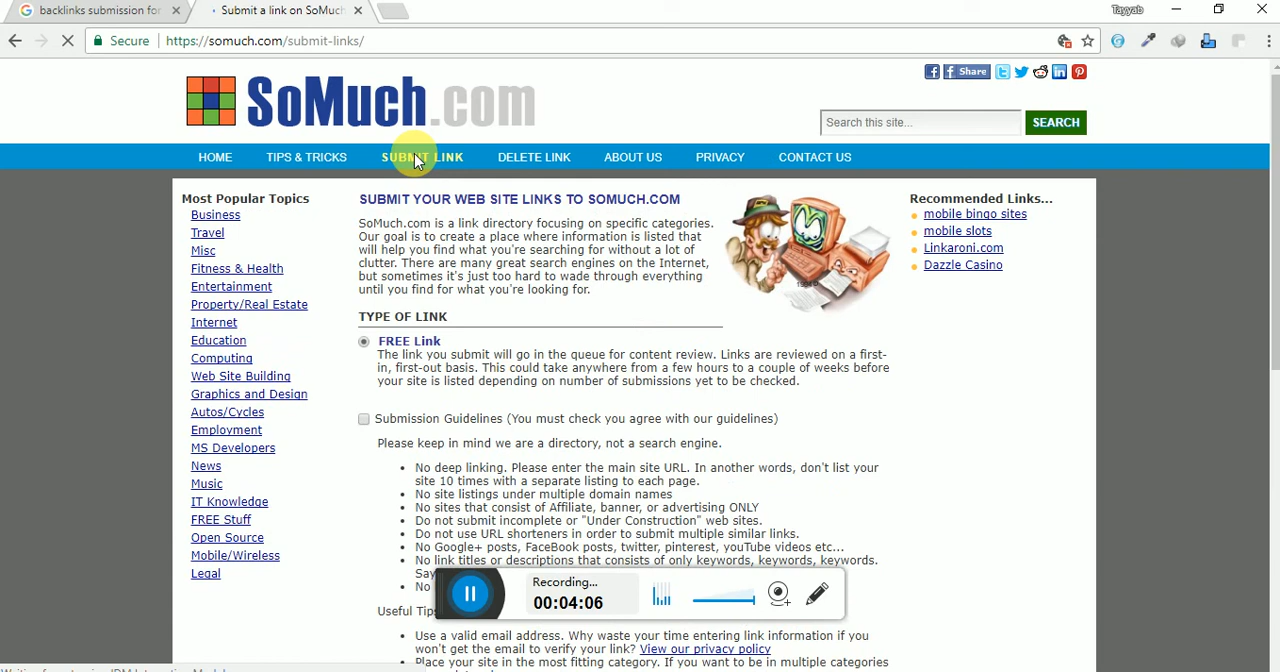 backlinks submission for
Submit a link on SoMuch
Tayyab
Secure
https://somuch.com/submit-links/
SoMuch.com
Share
Search this site...
SEARCH
HOME
TIPS & TRICKS
SUBMIT LINK
DELETE LINK
ABOUT US
PRIVACY
CONTACT US
Most Popular Topics
Business
Travel
Misc
Fitness & Health
Entertainment
Property/Real Estate
Internet
Education
Computing
Web Site Building
Graphics and Design
Autos/Cycles
Employment
MS Developers
News
Music
IT Knowledge
FREE Stuff
Open Source
Mobile/Wireless
Legal
SUBMIT YOUR WEB SITE LINKS TO SOMUCH.COM
SoMuch.com is a link directory focusing on specific categories.
Our goal is to create a place where information is listed that
will help you find what you're searching for without a lot of
clutter. There are many great search engines on the Internet,
but sometimes it's just too hard to wade through everything
until you find for what you're looking for.
TYPE OF LINK
FREE Link
The link you submit will go in the queue for content review. Links are reviewed on a first-
in, first-out basis. This could take anywhere from a few hours to a couple of weeks before
your site is listed depending on number of submissions yet to be checked.
Submission Guidelines (You must check you agree with our guidelines)
Please keep in mind we are a directory, not a search engine.
No deep linking. Please enter the main site URL. In another words, don't list your
site 10 times with a separate listing to each page.
No site listings under multiple domain names
No sites that consist of Affiliate, banner, or advertising ONLY
Do not submit incomplete or "Under Construction" web sites.
Do not use URL shorteners in order to submit multiple similar links.
No Google+ posts, FaceBook posts, twitter, pinterest, youTube videos etc...
No link titles or descriptions that consists of only keywords, keywords, keywords.
No
Useful Tips
Use a valid email address. Why waste your time entering link information if you
won't get the email to verify your link? View our privacy policy
Place your site in the most fitting category. If you want to be in multiple categories
Recommended Links...
mobile bingo sites
mobile slots
Linkaroni.com
Dazzle Casino
Recording...
00:04:06